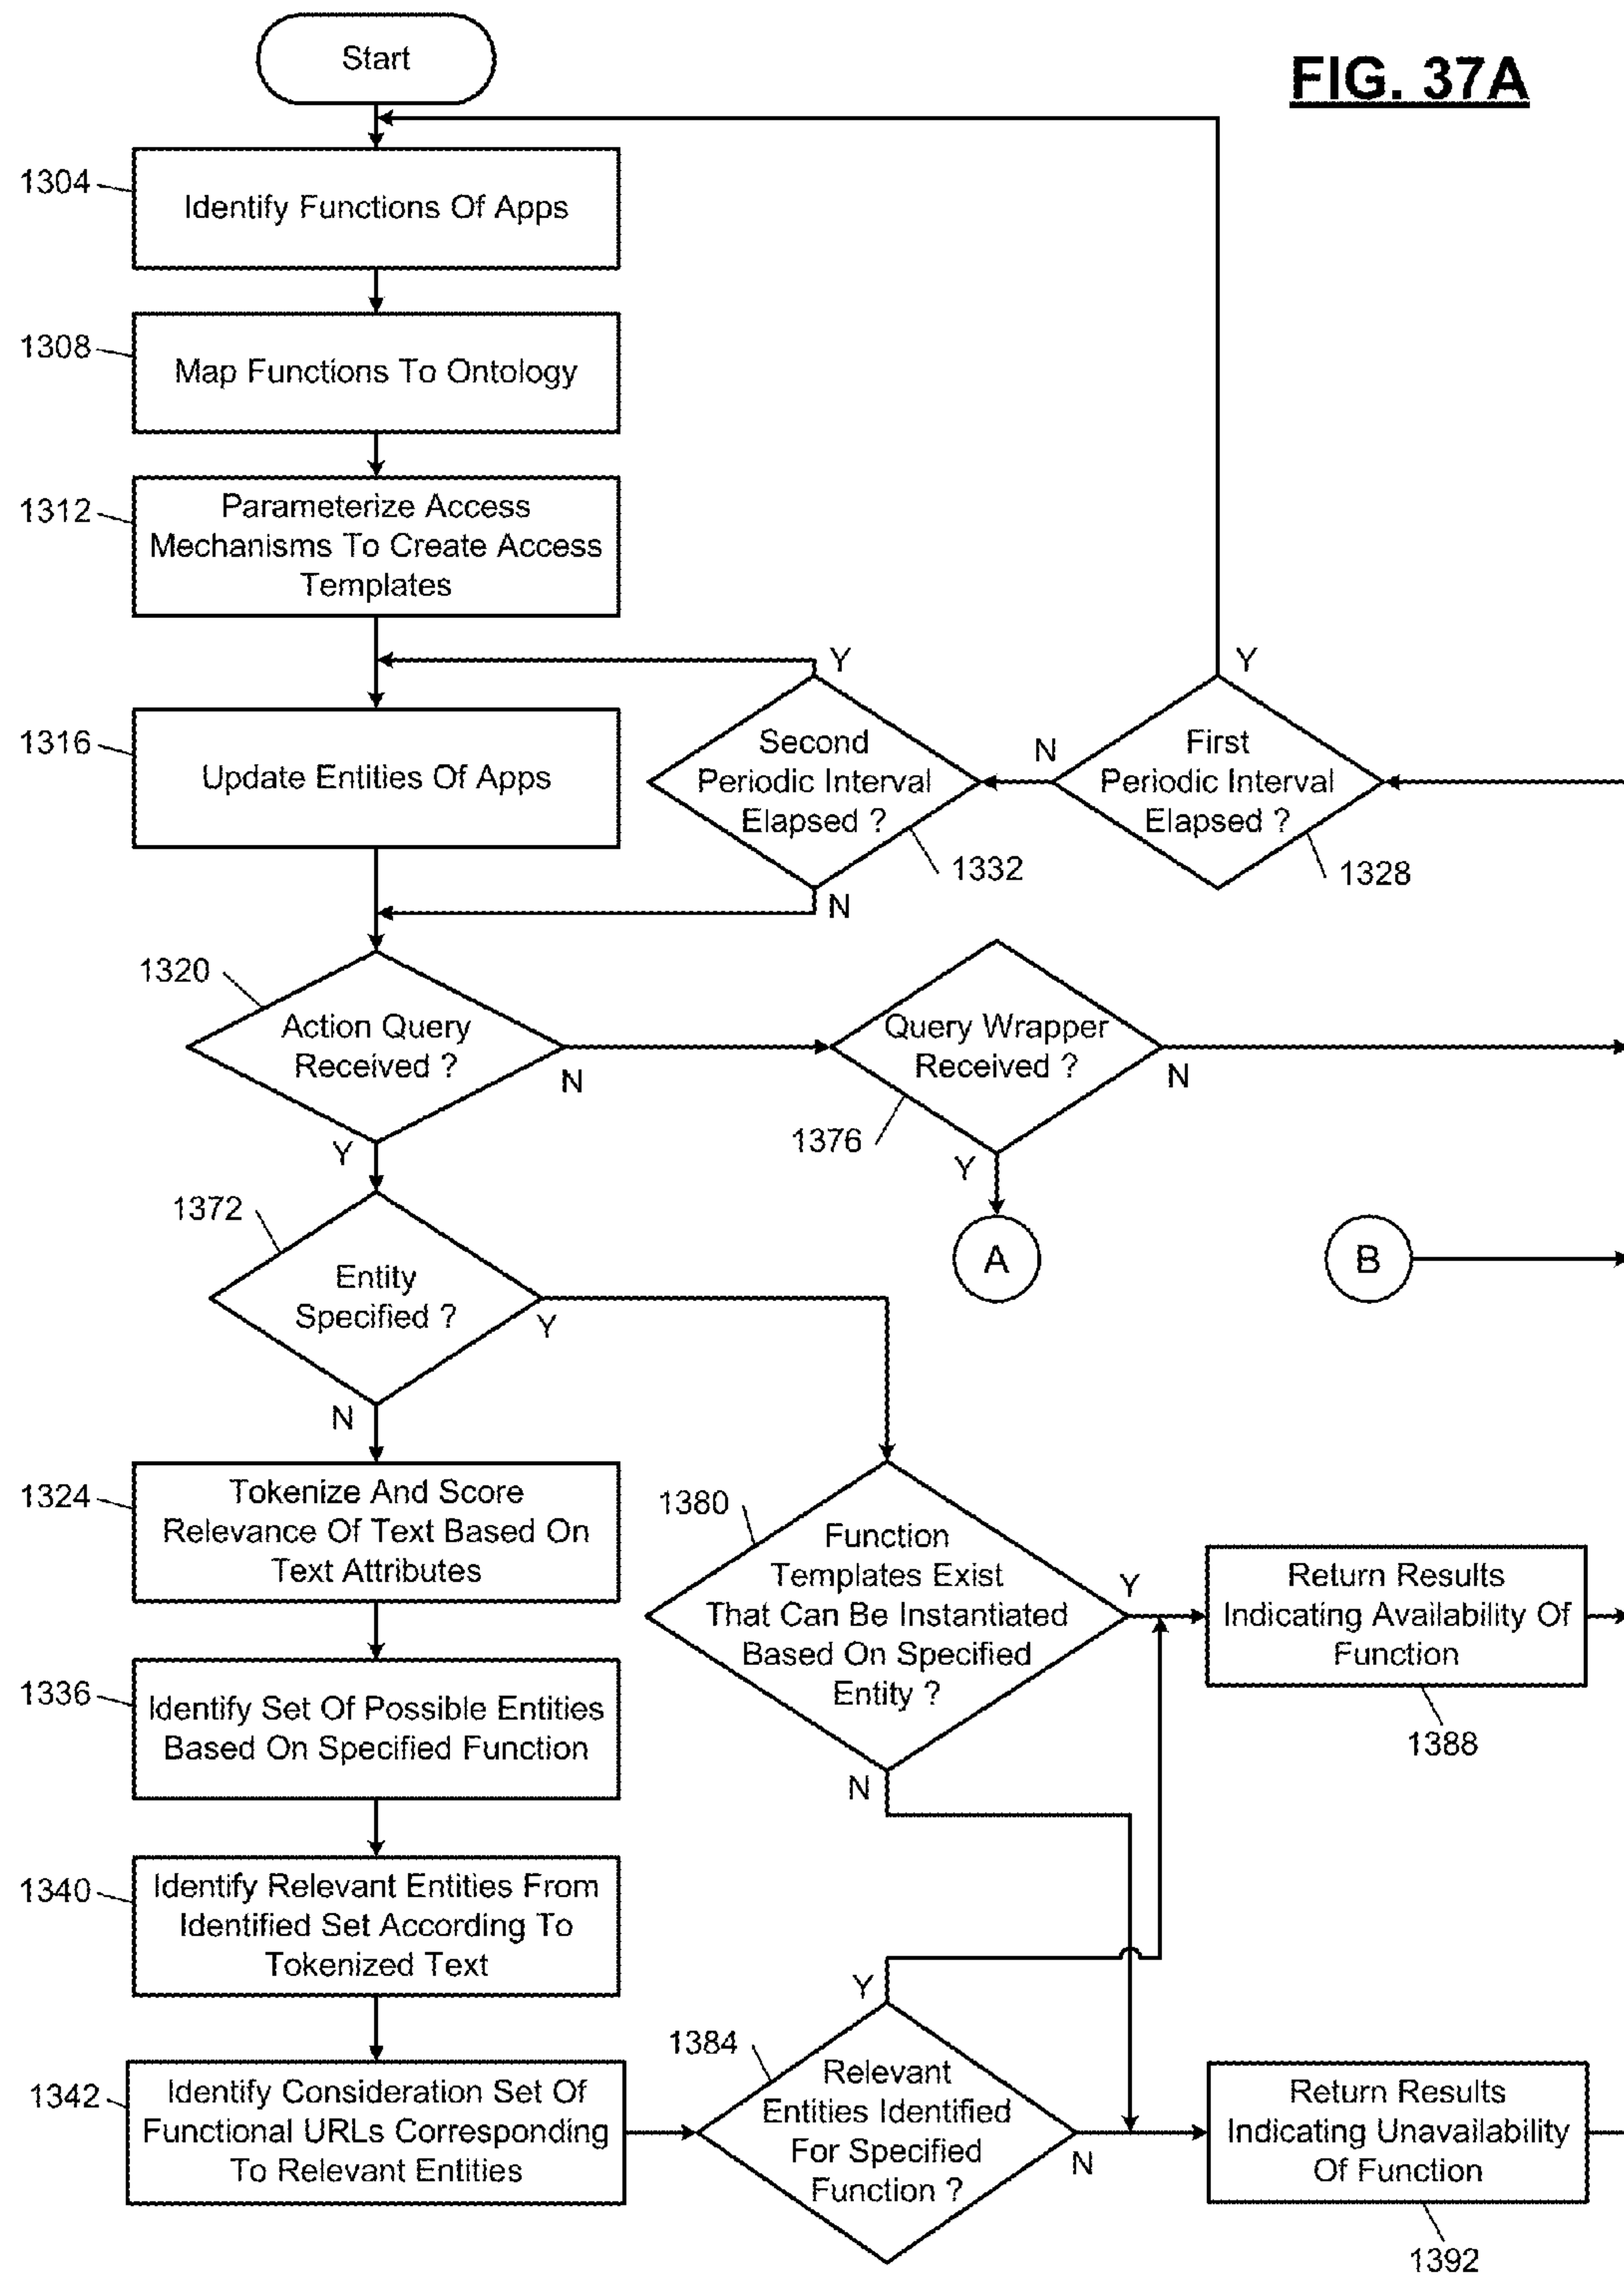 FIG. 37A
Start
1304
Identify Functions Of Apps
1308
Map Functions To Ontology
1312
Parameterize Access
Mechanisms To Create Access
Templates
1316
Update Entities Of Apps
Y
Second
Periodic Interval
Elapsed ?
1332
N
N
Y
First
Periodic Interval
Elapsed ?
1328
1320
Action Query
Received ?
N
Y
Query Wrapper
Received ?
N
1376
Y
A
B
1372
Entity
Specified ?
Y
N
1324
Tokenize And Score
Relevance Of Text Based On
Text Attributes
1336
Identify Set Of Possible Entities
Based On Specified Function
1340
Identify Relevant Entities From
Identified Set According To
Tokenized Text
1342
Identify Consideration Set Of
Functional URLs Corresponding
To Relevant Entities
1380
Function
Templates Exist
That Can Be Instantiated
Based On Specified
Entity ?
Y
N
Return Results
Indicating Availability Of
Function
1388
1384
Y
Relevant
Entities Identified
For Specified
Function ?
N
Return Results
Indicating Unavailability
Of Function
1392